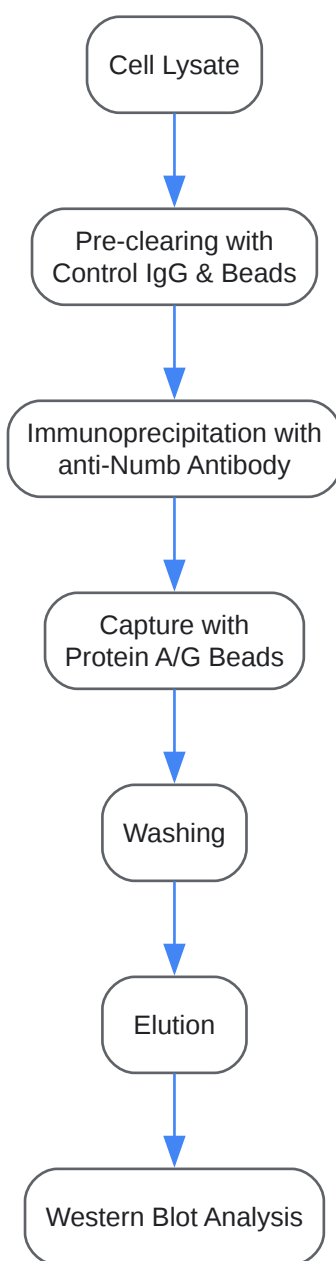 Cell Lysate
Pre-clearing with
Control IgG & Beads
Immunoprecipitation with
anti-Numb Antibody
Capture with
Protein A/G Beads
Washing
Elution
Western Blot Analysis